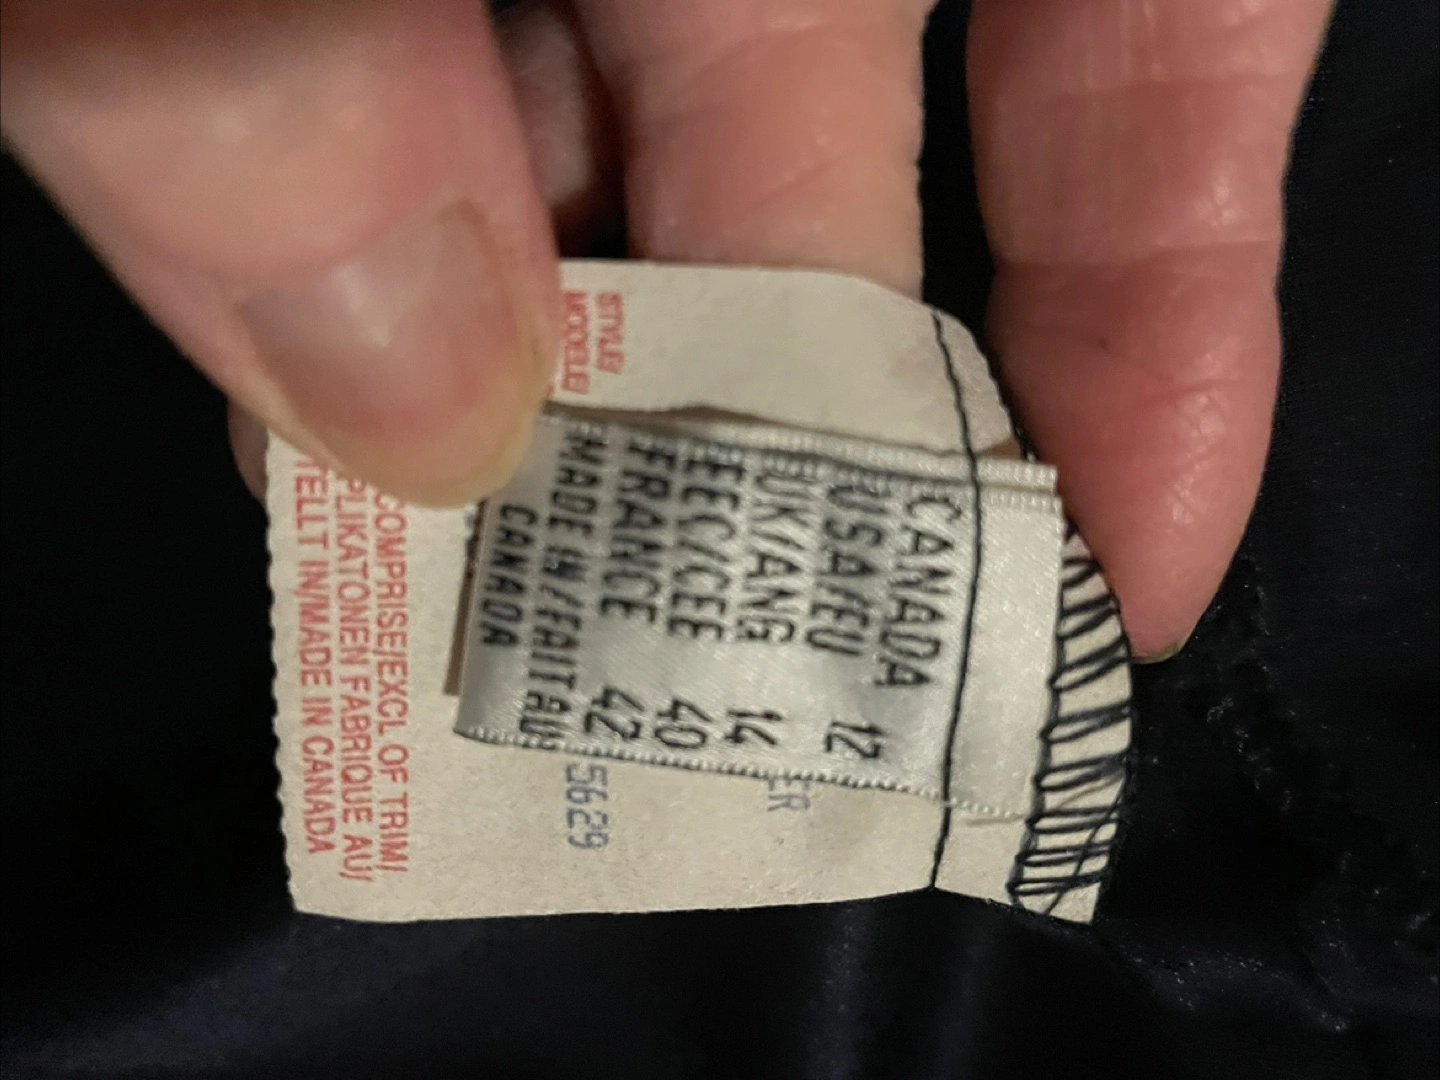 CANADA
USA/EU 12
UK/ANG 14
EEC/CEE 40
FRANCE 42
MADE IN/FAIT AU
CANADA
STYLE/
MODELE/
ER
5629
COMPRISE/EXCL OF TRIM/
PLIKATONEN FABRIQUE AU/
TELLT IN/MADE IN CANADA